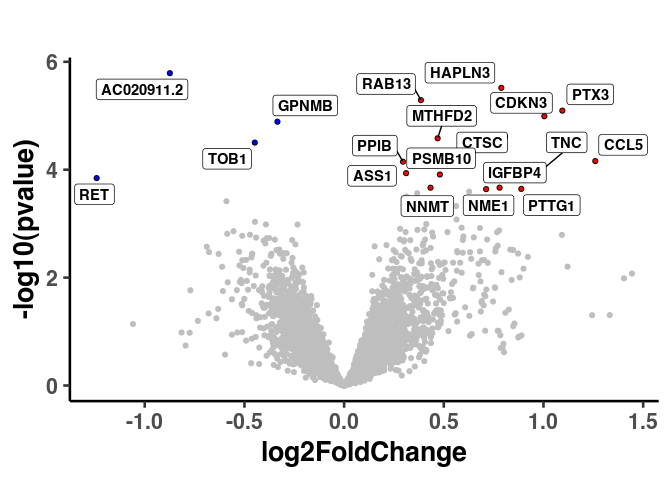 6
HAPLN3
RAB13
AC020911.2
PTX3
CDKN3
GPNMB
MTHFD2
CTSC
TNC
PPIB
CCL5
TOB1
PSMB10
4
IGFBP4
ASS1
RET
NNMT
NME1
PTTG1
2
0
-log10(pvalue)
-1.0
-0.5
0.0
0.5
1.0
1.5
log2FoldChange